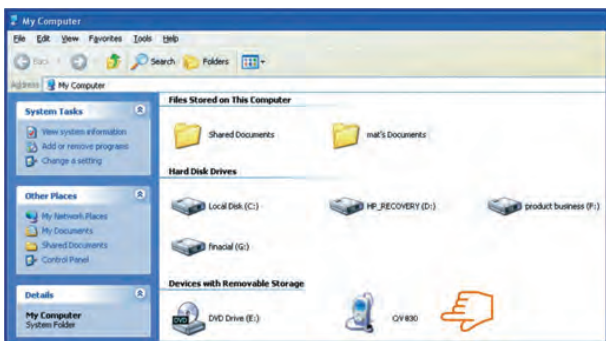 My Computer
File Edit View Favorites Tools Help
Back Search Folders
Address My Computer
System Tasks
View system information
Add or remove programs
Change a setting
Other Places
My Network Places
My Documents
Shared Documents
Control Panel
Details
My Computer
System Folder
Files Stored on This Computer
Shared Documents mat's Documents
Hard Disk Drives
Local Disk (C:) HP_RECOVERY (D:) product business (F:)
finacial (G:)
Devices with Removable Storage
DVD DVD Drive (E:) QV830